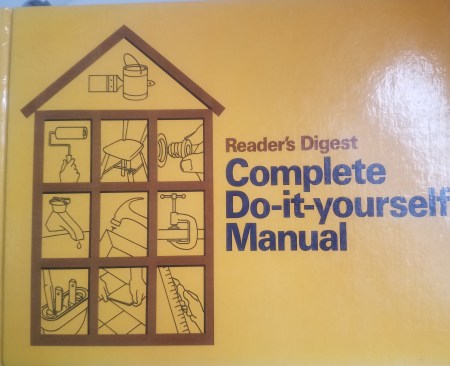 Reader's Digest
Complete
Do-it-yourself
Manual